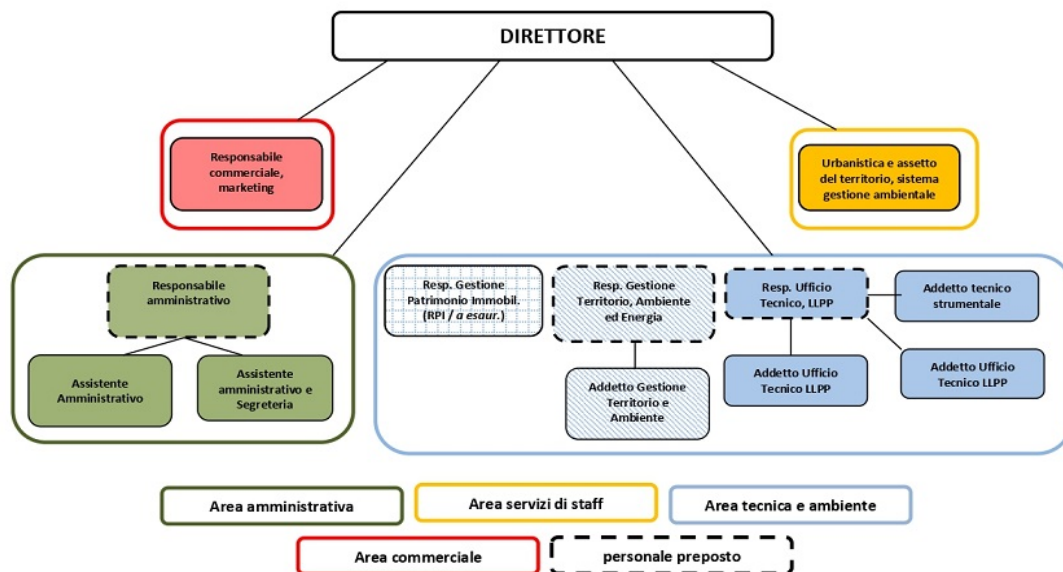 DIRETTORE
Responsabile
commerciale,
marketing
Urbanistica e assetto
del territorio, sistema
gestione ambientale
Responsabile
amministrativo
Resp. Gestione
Patrimonio Immobil.
(RPI / a esaur.)
Resp. Gestione
Territorio, Ambiente
ed Energia
Resp. Ufficio
Tecnico, LLPP
Addetto tecnico
strumentale
Assistente
Amministrativo
Assistente
amministrativo e
Segreteria
Addetto Gestione
Territorio e
Ambiente
Addetto Ufficio
Tecnico LLPP
Addetto Ufficio
Tecnico LLPP
Area amministrativa
Area servizi di staff
Area tecnica e ambiente
Area commerciale
personale preposto